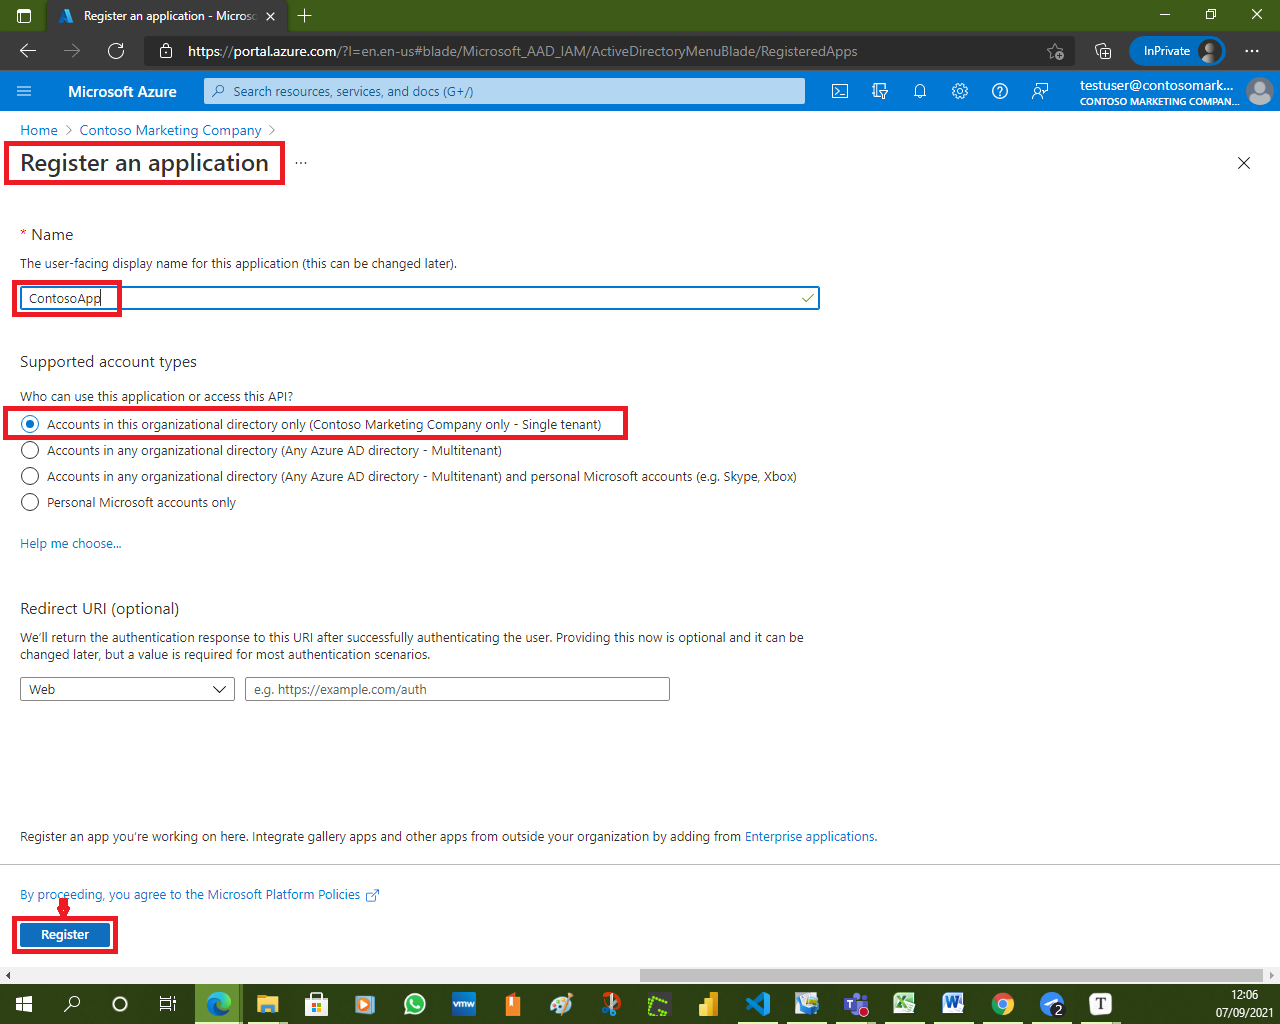 Register an application - Microso
https://portal.azure.com/?l=en.en-us#blade/Microsoft_AAD_IAM/ActiveDirectoryMenuBlade/RegisteredApps
InPrivate
Microsoft Azure
Search resources, services, and docs (G+/)
testuser@contosomark...
CONTOSO MARKETING COMPAN...
Home > Contoso Marketing Company >
Register an application ...
* Name
The user-facing display name for this application (this can be changed later).
ContosoApp
Supported account types
Who can use this application or access this API?
Accounts in this organizational directory only (Contoso Marketing Company only - Single tenant)
Accounts in any organizational directory (Any Azure AD directory - Multitenant)
Accounts in any organizational directory (Any Azure AD directory - Multitenant) and personal Microsoft accounts (e.g. Skype, Xbox)
Personal Microsoft accounts only
Help me choose...
Redirect URI (optional)
We'll return the authentication response to this URI after successfully authenticating the user. Providing this now is optional and it can be
changed later, but a value is required for most authentication scenarios.
Web
e.g. https://example.com/auth
Register an app you're working on here. Integrate gallery apps and other apps from outside your organization by adding from Enterprise applications.
By proceeding, you agree to the Microsoft Platform Policies
Register
vmw
2
T
12:06
07/09/2021